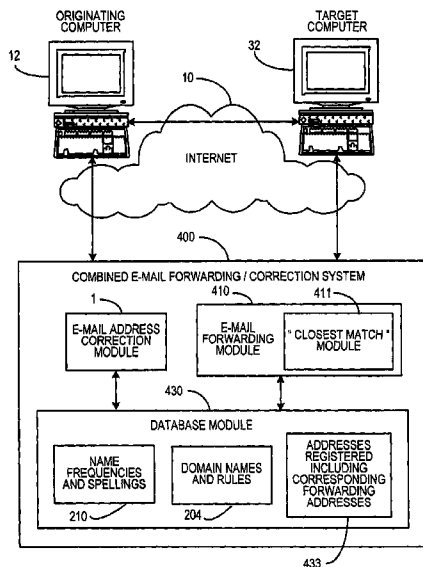 ORIGINATING
COMPUTER
TARGET
COMPUTER
12
32
10
INTERNET
400
COMBINED E-MAIL FORWARDING / CORRECTION SYSTEM
410
411
1
E-MAIL ADDRESS
CORRECTION
MODULE
E-MAIL
FORWARDING
MODULE
" CLOSEST MATCH "
MODULE
430
DATABASE MODULE
NAME
FREQUENCIES
AND SPELLINGS
DOMAIN NAMES
AND RULES
ADDRESSES
REGISTERED
INCLUDING
CORRESPONDING
FORWARDING
ADDRESSES
210
204
433